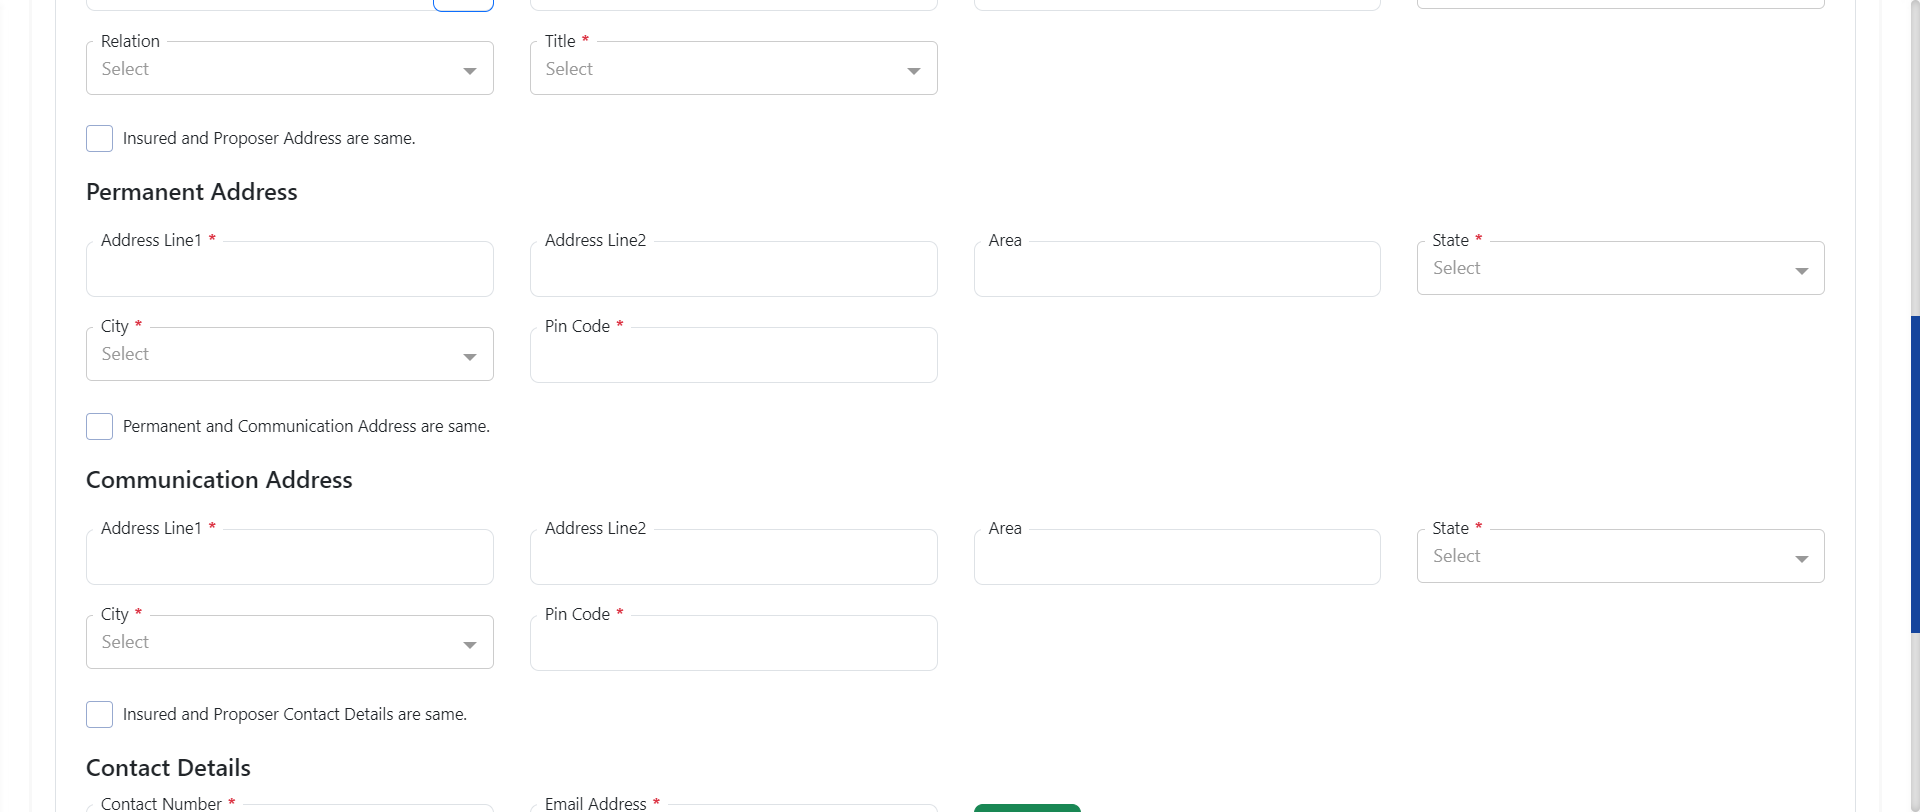 Relation
Title *
Select
Select
Insured and Proposer Address are same.
Permanent Address
Address Line1 *
Address Line2
Area
State *
Select
City *
Pin Code *
Select
Permanent and Communication Address are same.
Communication Address
Address Line1 *
Address Line2
Area
State *
Select
City *
Pin Code *
Select
Insured and Proposer Contact Details are same.
Contact Details
Contact Number *
Email Address *